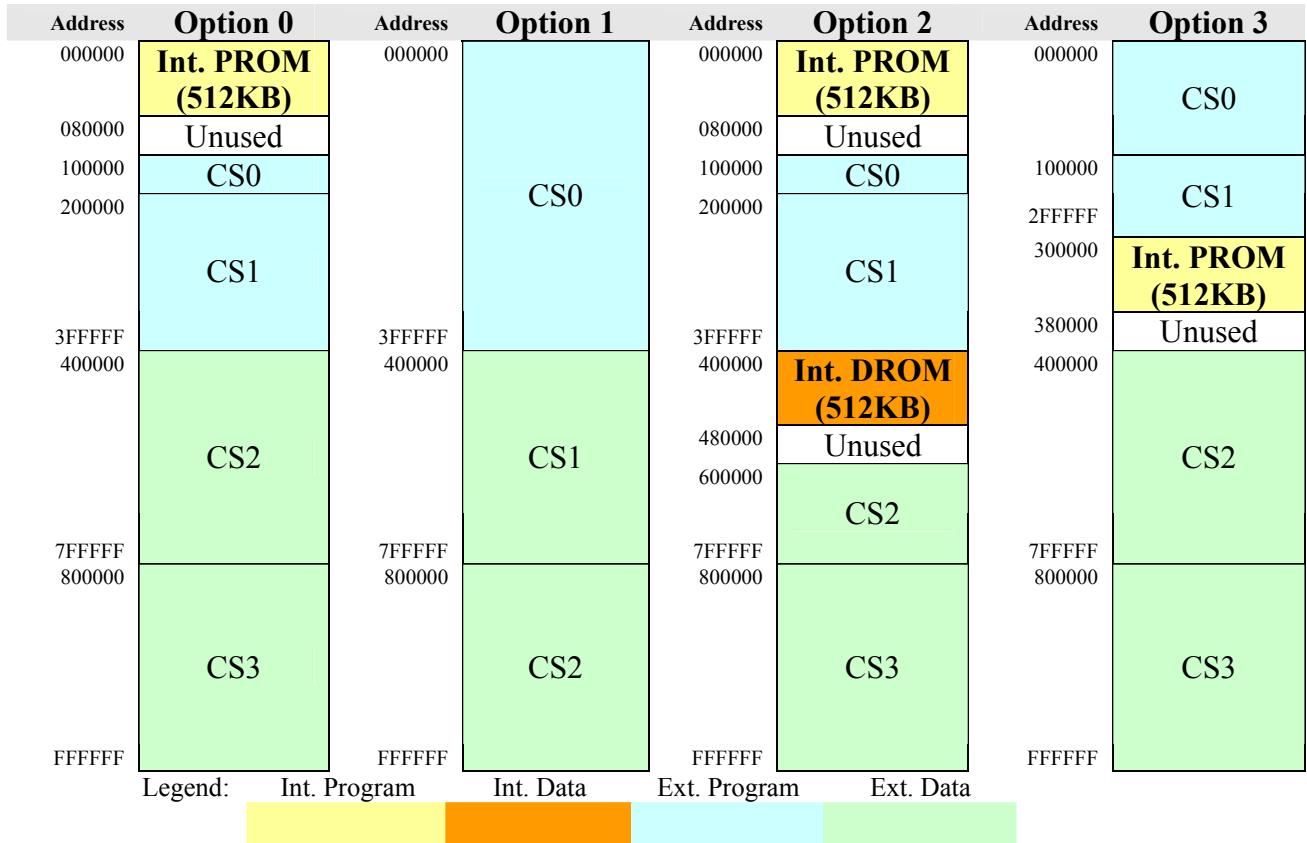 Address Option 0 Address Option 1 Address Option 2 Address Option 3
000000 Int. PROM 000000 000000 Int. PROM 000000
(512KB) (512KB) CS0
080000 Unused 080000 Unused
100000 CS0 100000 CS0 100000
CS0 CS1
200000 200000 2FFFFF
300000 Int. PROM
CS1 CS1
(512KB)
380000 Unused
3FFFFF 3FFFFF 3FFFFF
400000 400000 400000 Int. DROM 400000
(512KB)
480000 Unused
CS2 CS1 CS2
600000
CS2
7FFFFF 7FFFFF 7FFFFF 7FFFFF
800000 800000 800000 800000
CS3 CS2 CS3 CS3
FFFFFF FFFFFF FFFFFF FFFFFF
Legend: Int. Program Int. Data Ext. Program Ext. Data